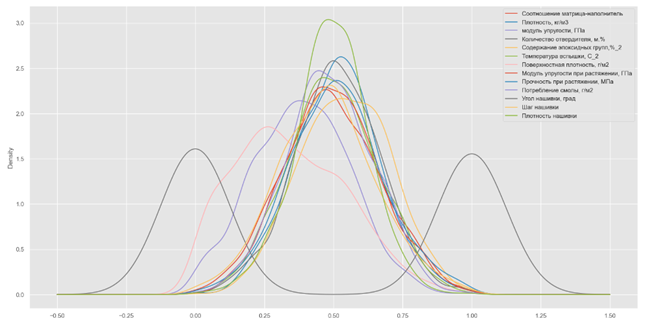 Соотношение матрица-наполнитель
Плотность, кг/м3
модуль упругости, ГПа
Количество отвердителя, м.%
Содержание эпоксидных групп,%_2
Температура вспышки, С_2
Поверхностная плотность, г/м2
Модуль упругости при растяжении, ГПа
Прочность при растяжении, МПа
Потребление смолы, г/м2
Угол нашивки, град
Шаг нашивки
Плотность нашивки
Density
3.0
2.5
2.0
1.5
1.0
0.5
0.0
−0.50 −0.25 0.00 0.25 0.50 0.75 1.00 1.25 1.50